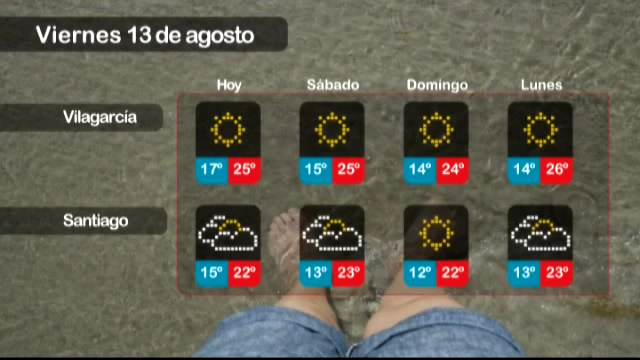 Viernes 13 de agosto
Hoy Sábado Domingo Lunes
Vilagarcía
17º 25º 15º 25º 14º 24º 14º 26º
Santiago
15º 22º 13º 23º 12º 22º 13º 23º